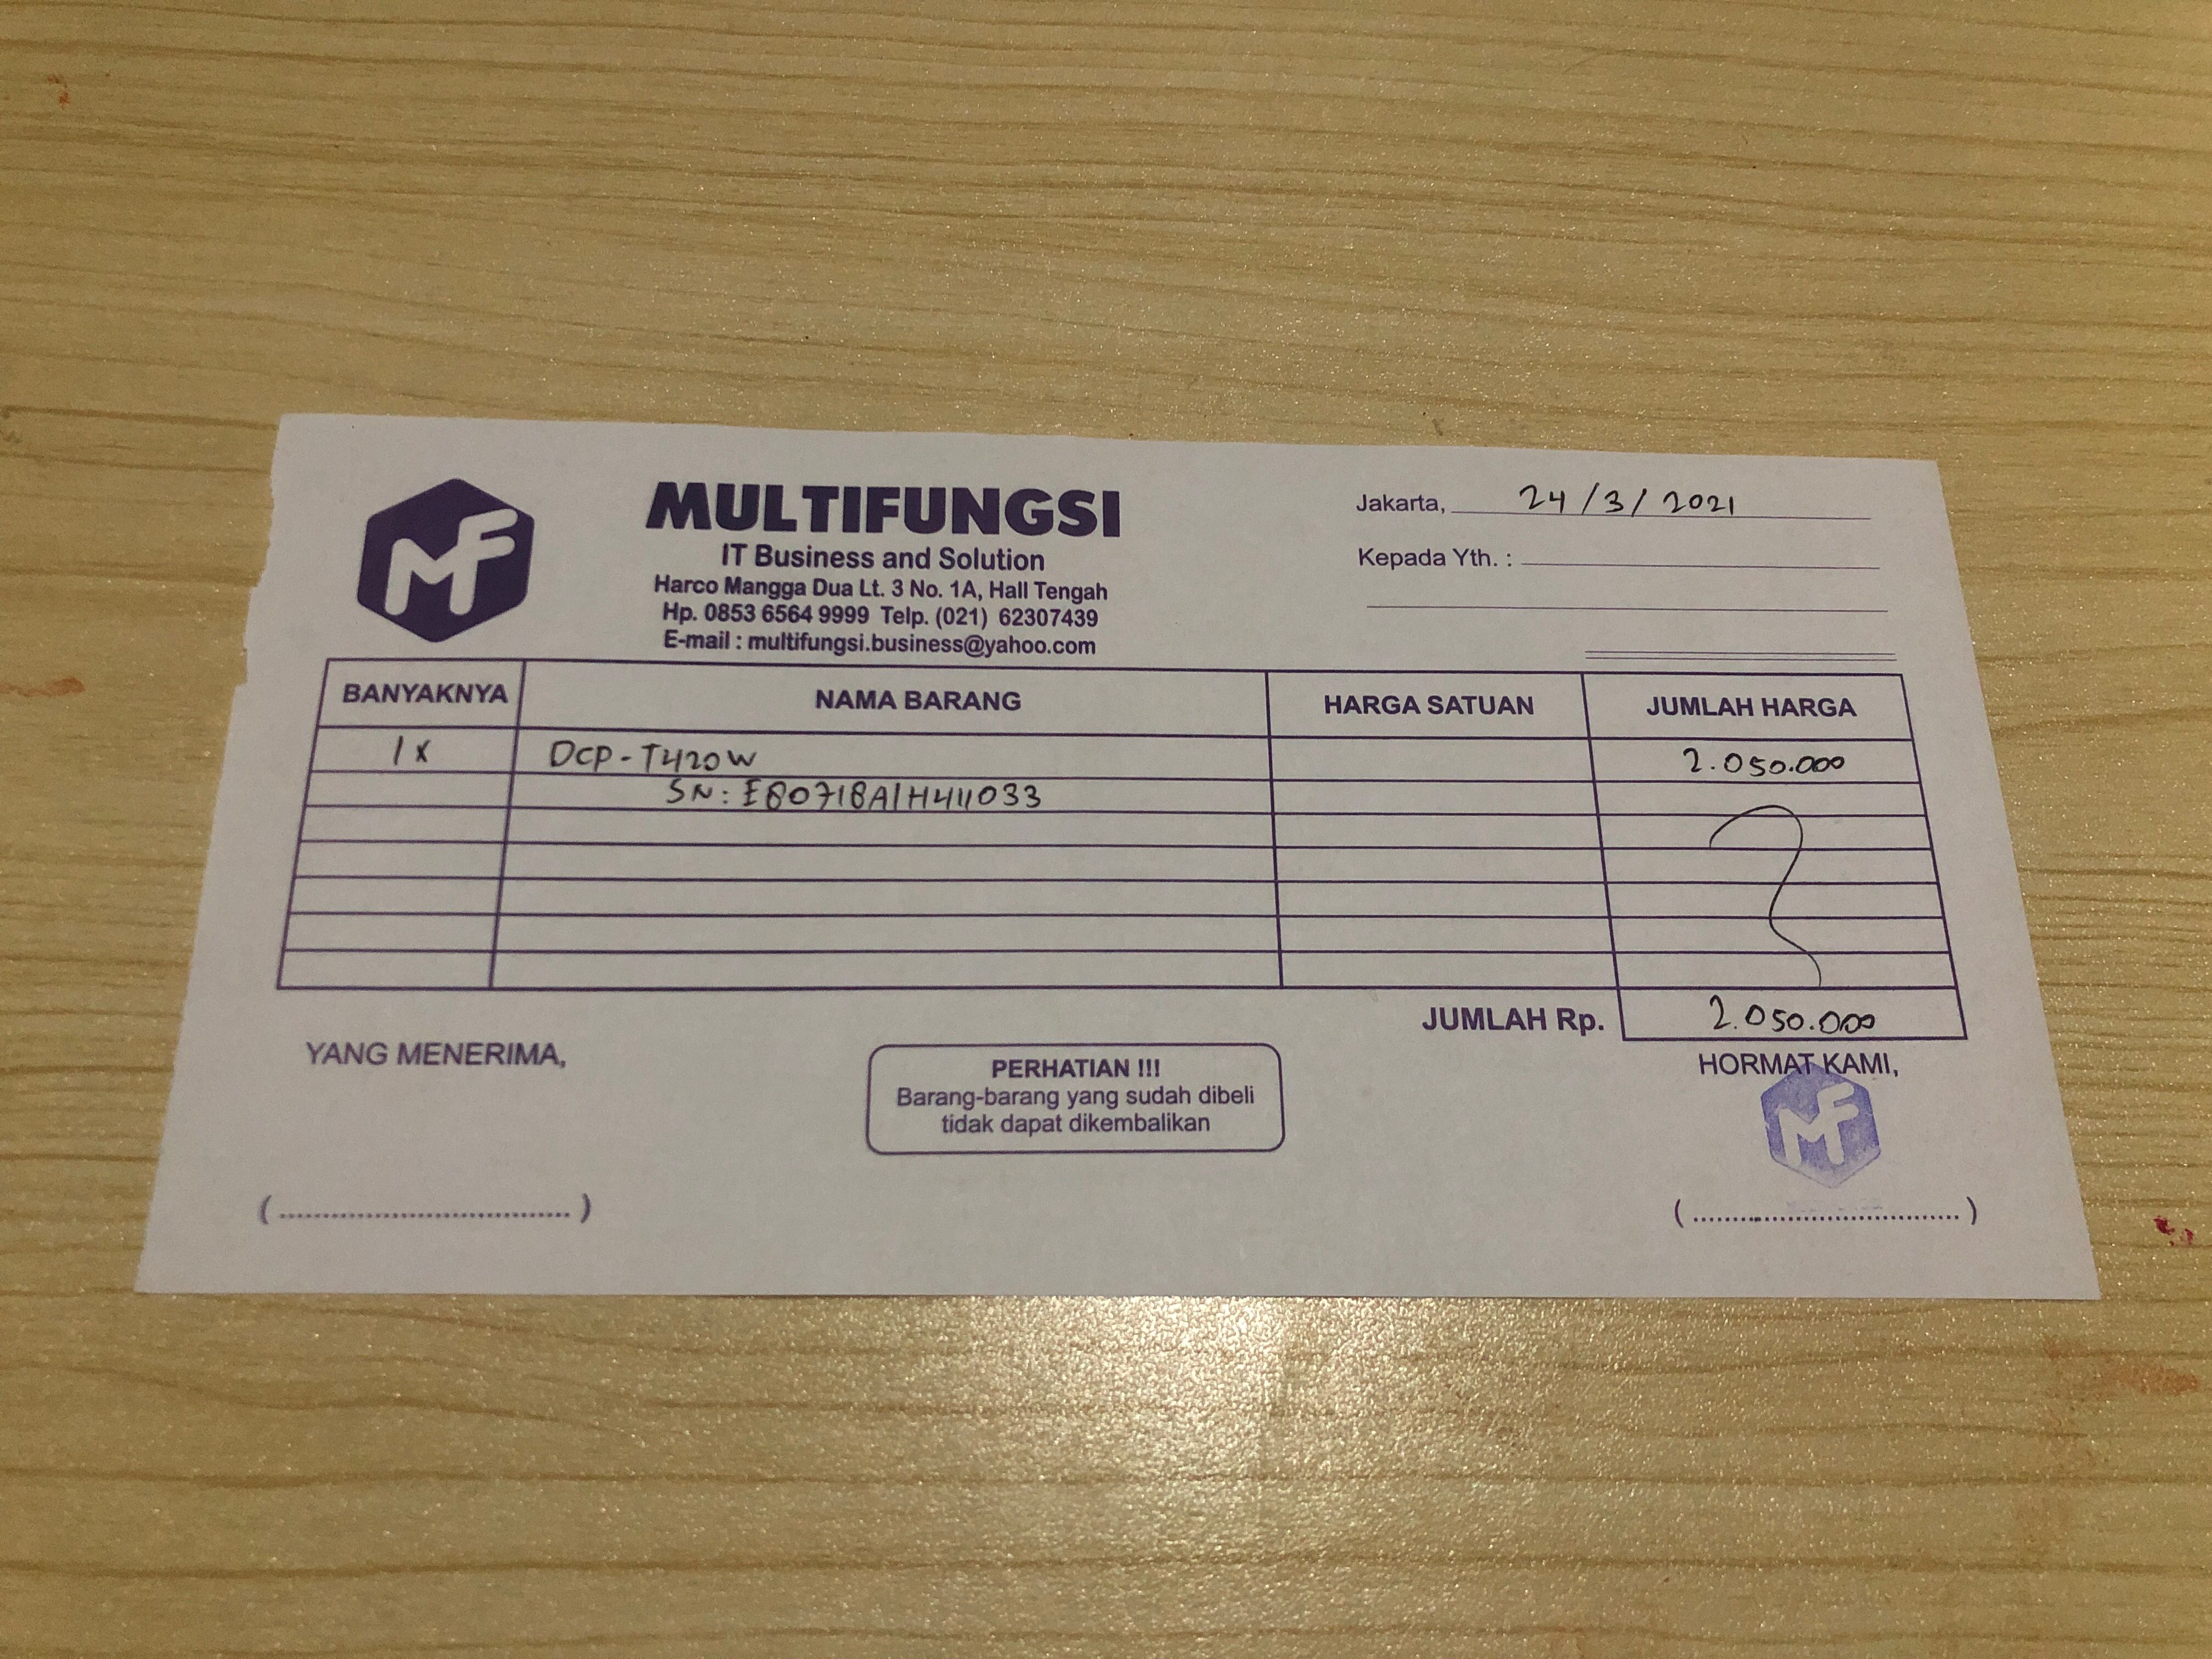 MF
MULTIFUNGSI
IT Business and Solution
Harco Mangga Dua Lt. 3 No. 1A, Hall Tengah
Hp. 0853 6564 9999 Telp. (021) 62307439
E-mail : multifungsi.business@yahoo.com
Jakarta, 24/3/2021
Kepada Yth. :
BANYAKNYA NAMA BARANG HARGA SATUAN JUMLAH HARGA
1x DCP-T420W 2.050.000
SN: E80718A1H411033
JUMLAH Rp. 2.050.000
YANG MENERIMA,
PERHATIAN !!!
Barang-barang yang sudah dibeli
tidak dapat dikembalikan
HORMAT KAMI,
MF
(................................) (................................)